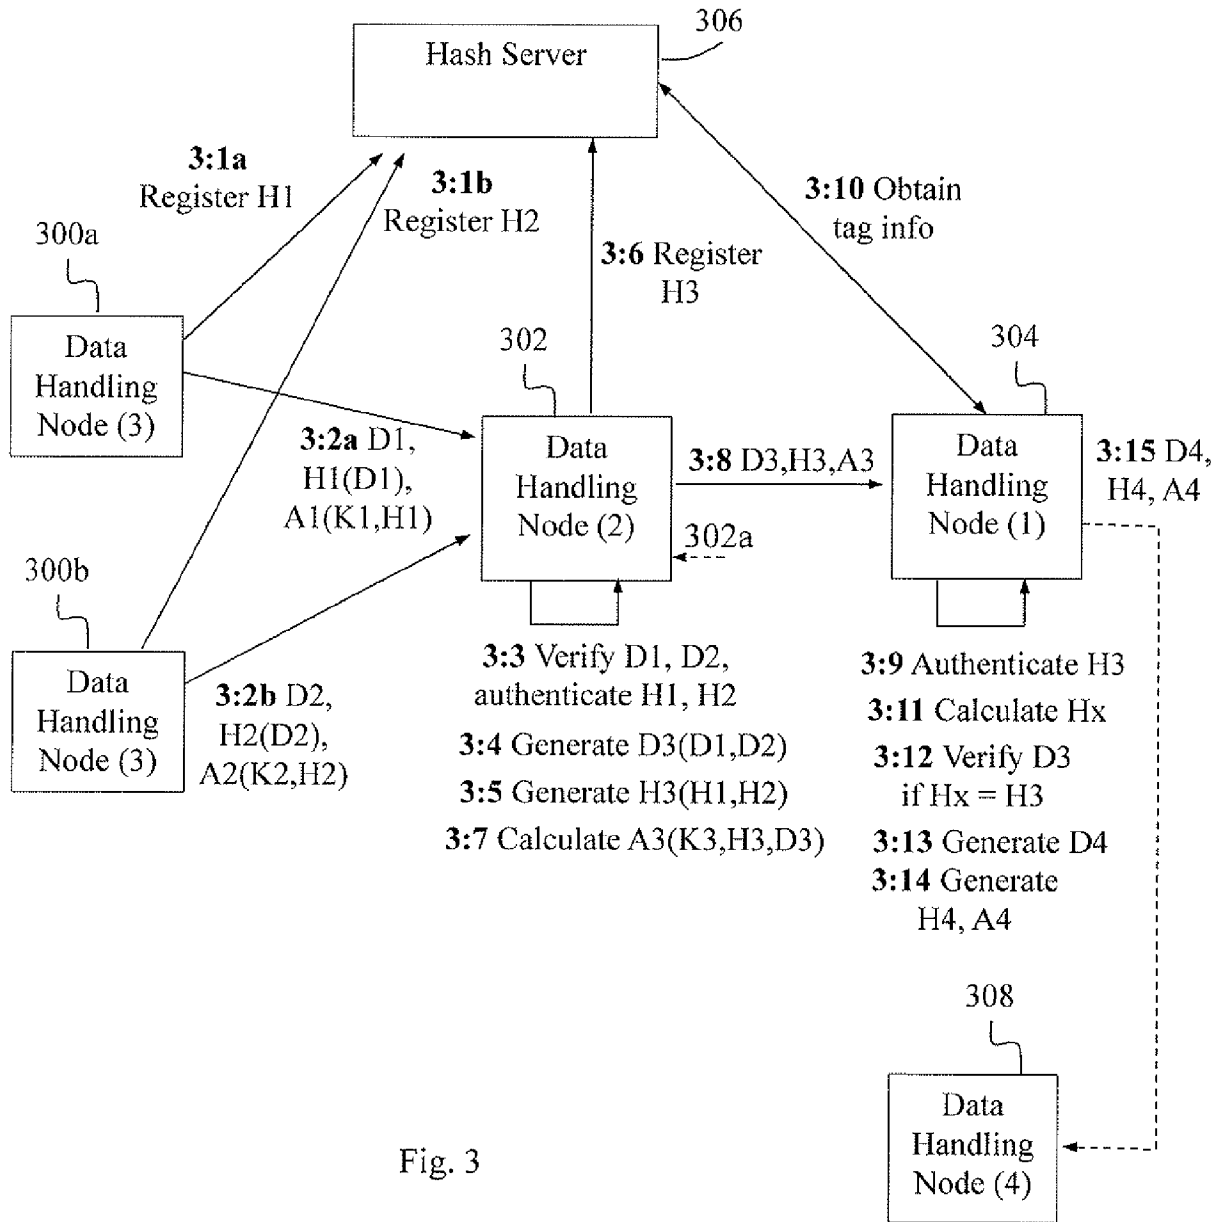 306
Hash Server
3:1a
Register H1
3:1b
Register H2
3:10 Obtain
tag info
300a
3:6 Register
H3
Data
Handling
Node (3)
302
304
3:2a D1,
H1(D1),
A1(K1,H1)
Data
Handling
Node (2)
3:8 D3,H3,A3
Data
Handling
Node (1)
3:15 D4,
H4, A4
302a
300b
Data
Handling
Node (3)
3:2b D2,
H2(D2),
A2(K2,H2)
3:3 Verify D1, D2,
authenticate H1, H2
3:4 Generate D3(D1,D2)
3:5 Generate H3(H1,H2)
3:7 Calculate A3(K3,H3,D3)
3:9 Authenticate H3
3:11 Calculate Hx
3:12 Verify D3
if Hx = H3
3:13 Generate D4
3:14 Generate
H4, A4
308
Data
Handling
Node (4)
Fig. 3